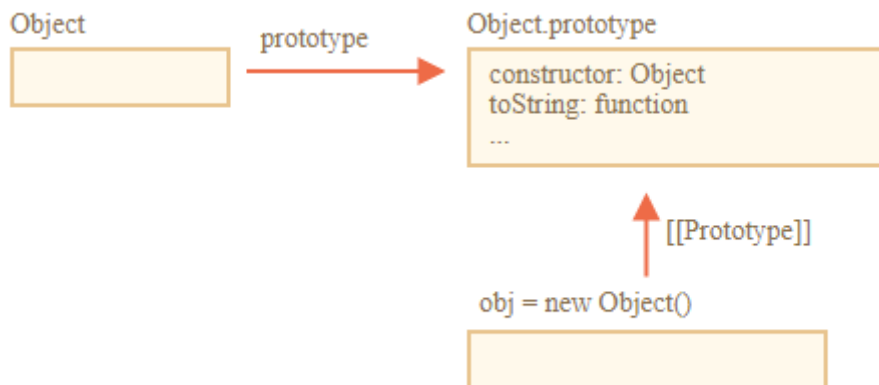 Object
prototype
Object.prototype
constructor: Object
toString: function
...
[[Prototype]]
obj = new Object()